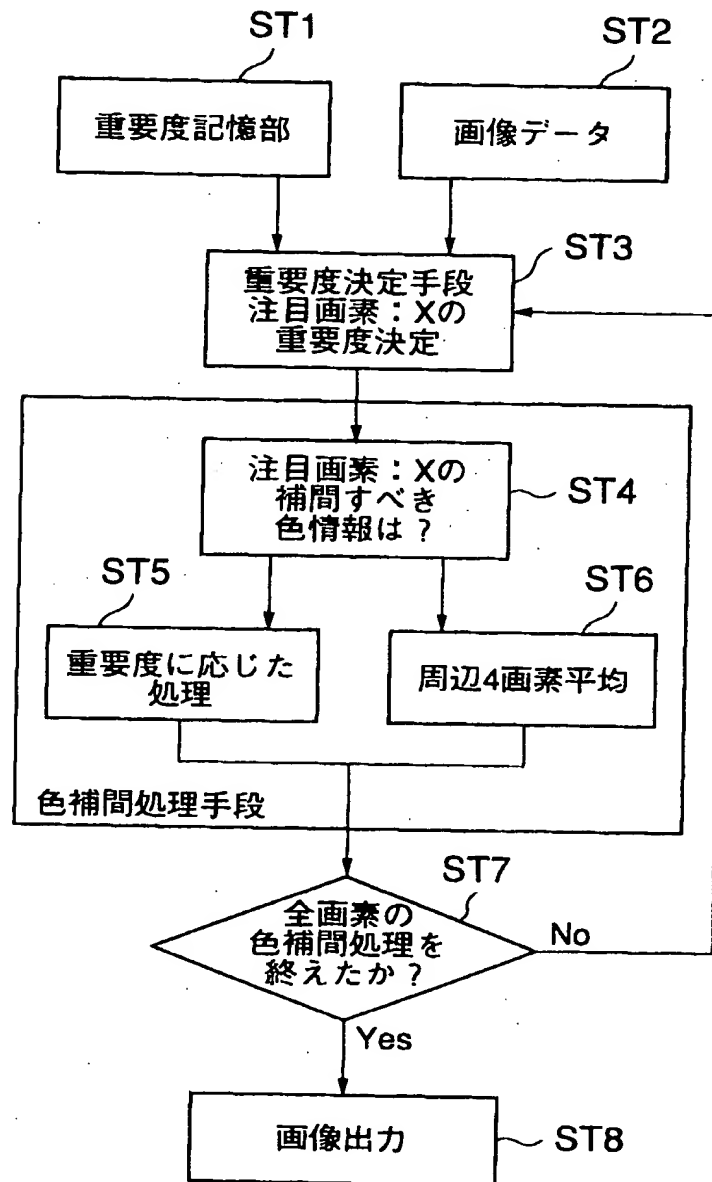 ST1
ST2
重要度記憶部
画像データ
ST3
重要度決定手段
注目画素：Xの
重要度決定
注目画素：Xの
補間すべき
色情報は？
ST4
ST5
ST6
重要度に応じた
処理
周辺4画素平均
色補間処理手段
ST7
全画素の
色補間処理を
終えたか？
No
Yes
画像出力
ST8